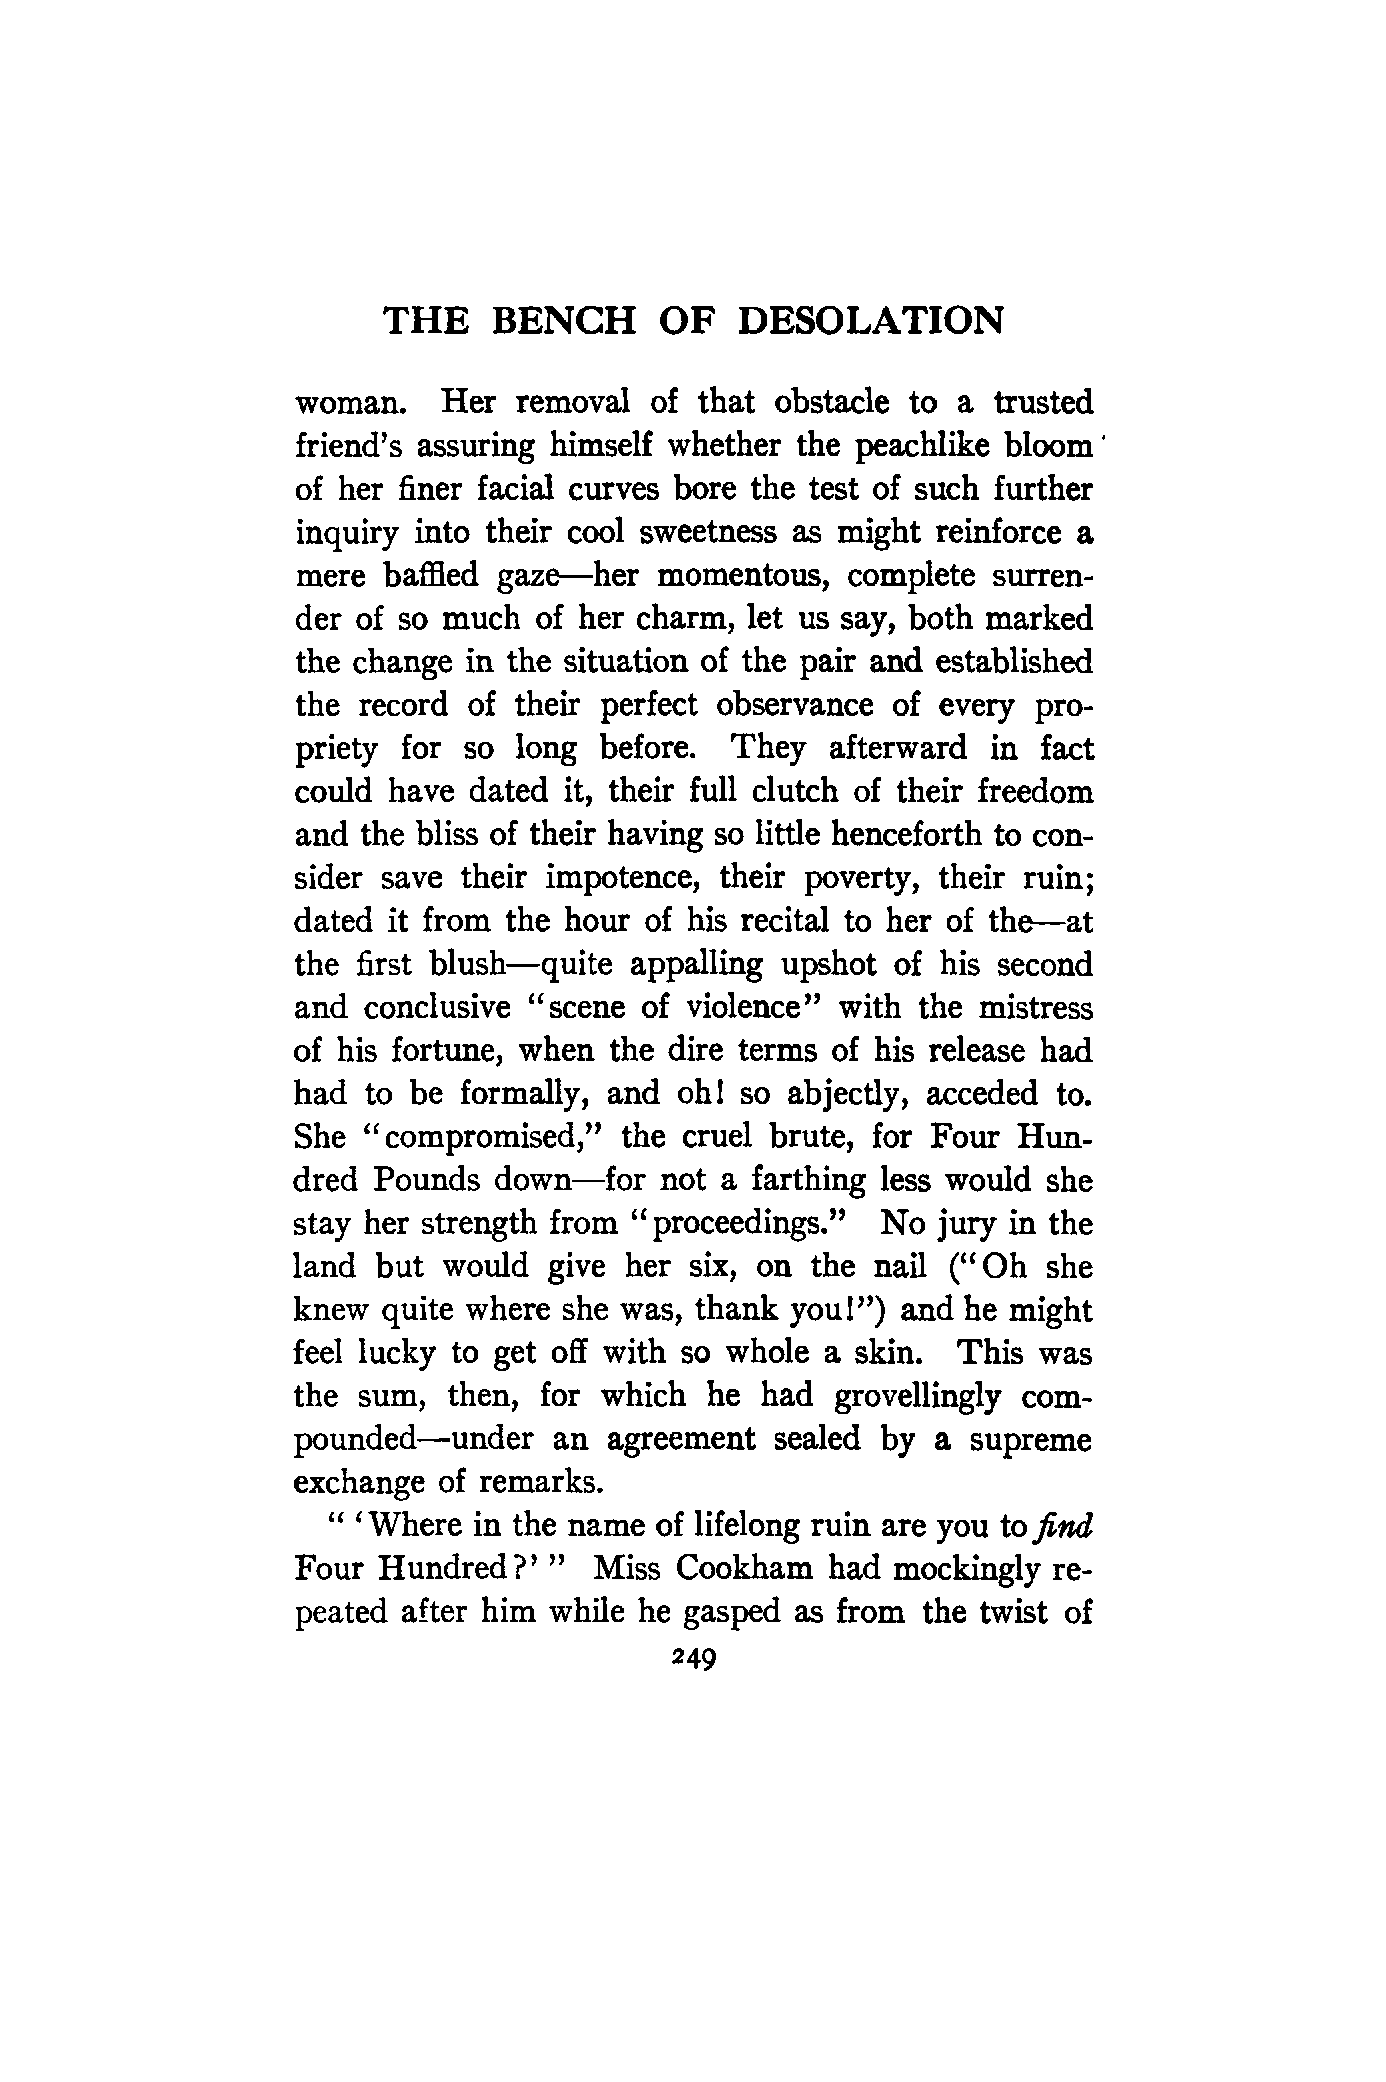 THE BENCH OF DESOLATION
woman. Her removal of that obstacle to a trusted
friend's assuring himself whether the peachlike bloom
of her finer facial curves bore the test of such further
inquiry into their cool sweetness as might reinforce a
mere baffled gaze—her momentous, complete surren-
der of so much of her charm, let us say, both marked
the change in the situation of the pair and established
the record of their perfect observance of every pro-
priety for so long before. They afterward in fact
could have dated it, their full clutch of their freedom
and the bliss of their having so little henceforth to con-
sider save their impotence, their poverty, their ruin;
dated it from the hour of his recital to her of the—at
the first blush—quite appalling upshot of his second
and conclusive "scene of violence" with the mistress
of his fortune, when the dire terms of his release had
had to be formally, and oh! so abjectly, acceded to.
She "compromised," the cruel brute, for Four Hun-
dred Pounds down—for not a farthing less would she
stay her strength from "proceedings." No jury in the
land but would give her six, on the nail ("Oh she
knew quite where she was, thank you!") and he might
feel lucky to get off with so whole a skin. This was
the sum, then, for which he had grovellingly com-
pounded—under an agreement sealed by a supreme
exchange of remarks.
" 'Where in the name of lifelong ruin are you to find
Four Hundred?' " Miss Cookham had mockingly re-
peated after him while he gasped as from the twist of
249